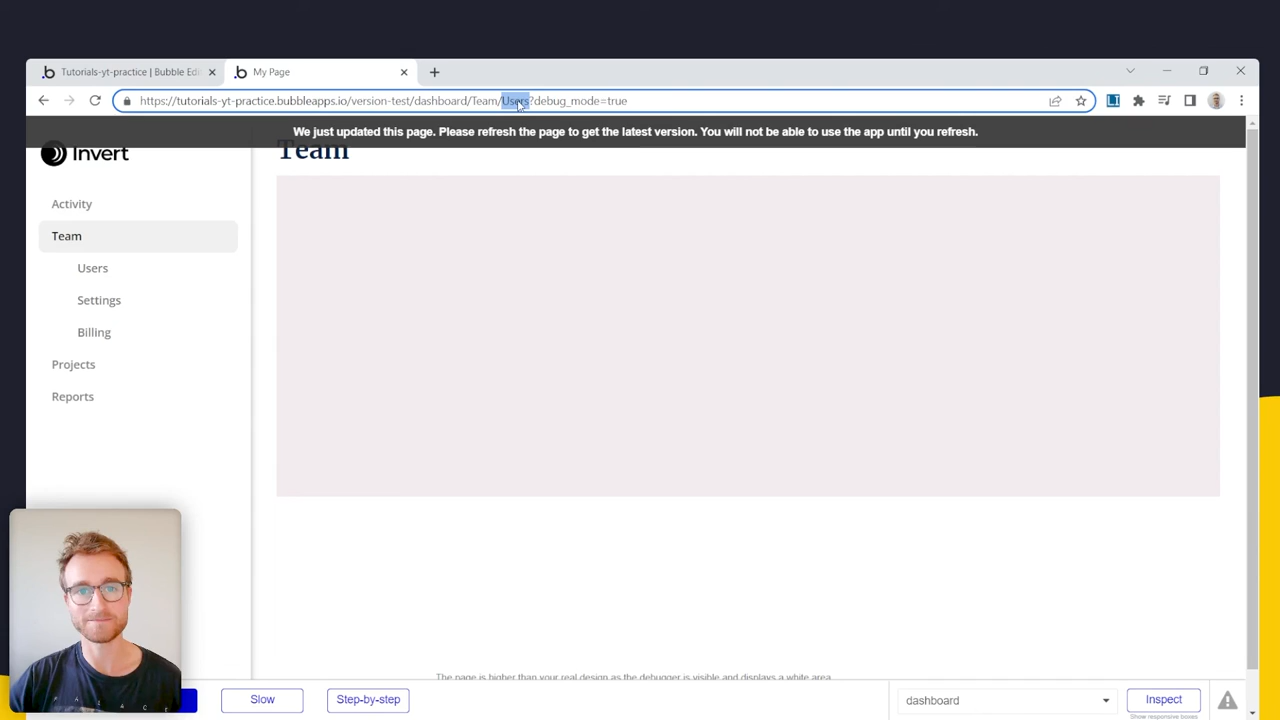 Tutorials-yt-practice | Bubble Edi
My Page
https://tutorials-yt-practice.bubbleapps.io/version-test/dashboard/Team/Users?debug_mode=true
We just updated this page. Please refresh the page to get the latest version. You will not be able to use the app until you refresh.
Invert
Team
Activity
Team
Users
Settings
Billing
Projects
Reports
The page is higher than your real design as the debugger is visible and displays a white area
Slow
Step-by-step
dashboard
Inspect
Show responsive boxes